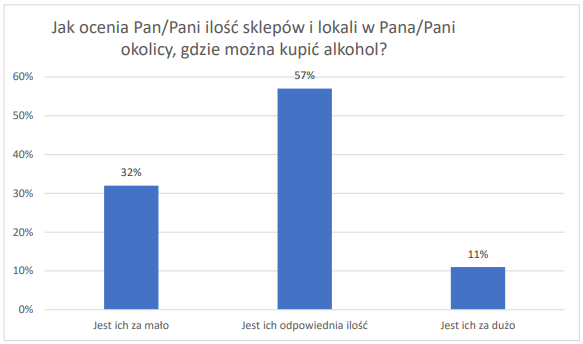 Jak ocenia Pan/Pani ilość sklepów i lokali w Pana/Pani
okolicy, gdzie można kupić alkohol?
60%
50%
40%
30%
20%
10%
0%
32%
57%
11%
Jest ich za mało
Jest ich odpowiednia ilość
Jest ich za dużo